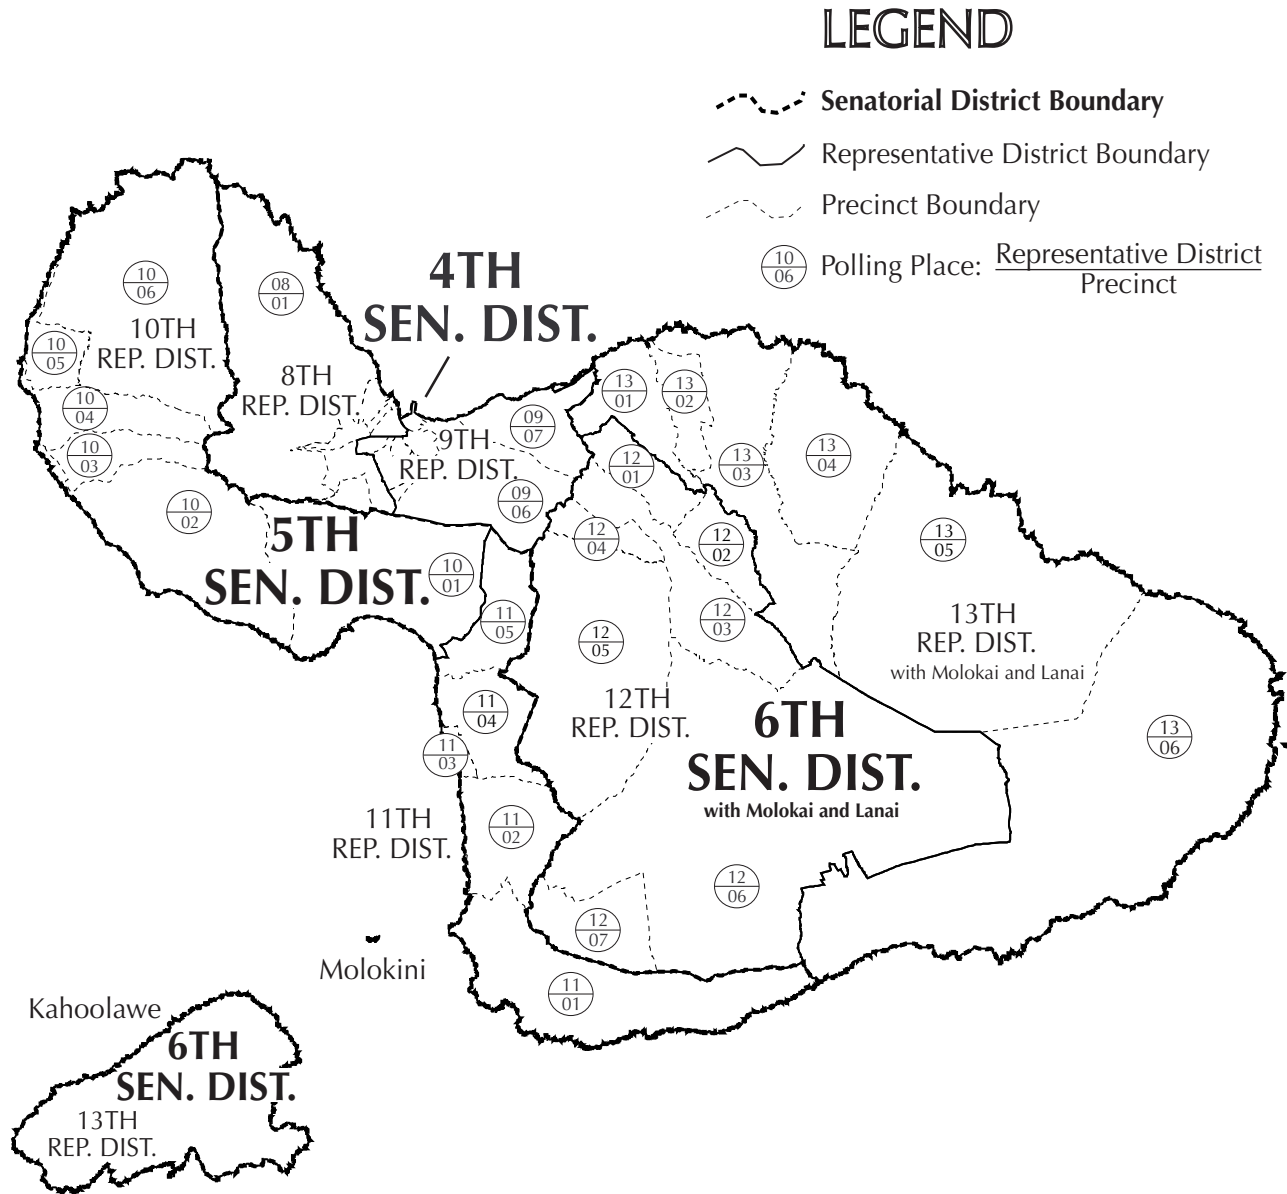 LEGEND
Senatorial District Boundary
Representative District Boundary
Precinct Boundary
10
06
Polling Place: Representative District
Precinct
4TH
SEN. DIST.
10
06
08
01
10TH
REP. DIST.
10
05
8TH
REP. DIST.
10
04
10
03
10
02
9TH
REP. DIST.
09
07
09
06
13
01
13
02
13
03
13
04
12
01
12
02
12
04
12
03
12
05
13
05
13TH
REP. DIST.
with Molokai and Lanai
5TH
SEN. DIST.
10
01
11
05
11
04
11
03
12TH
REP. DIST.
6TH
SEN. DIST.
with Molokai and Lanai
13
06
11TH
REP. DIST.
11
02
12
06
12
07
11
01
Molokini
Kahoolawe
6TH
SEN. DIST.
13TH
REP. DIST.